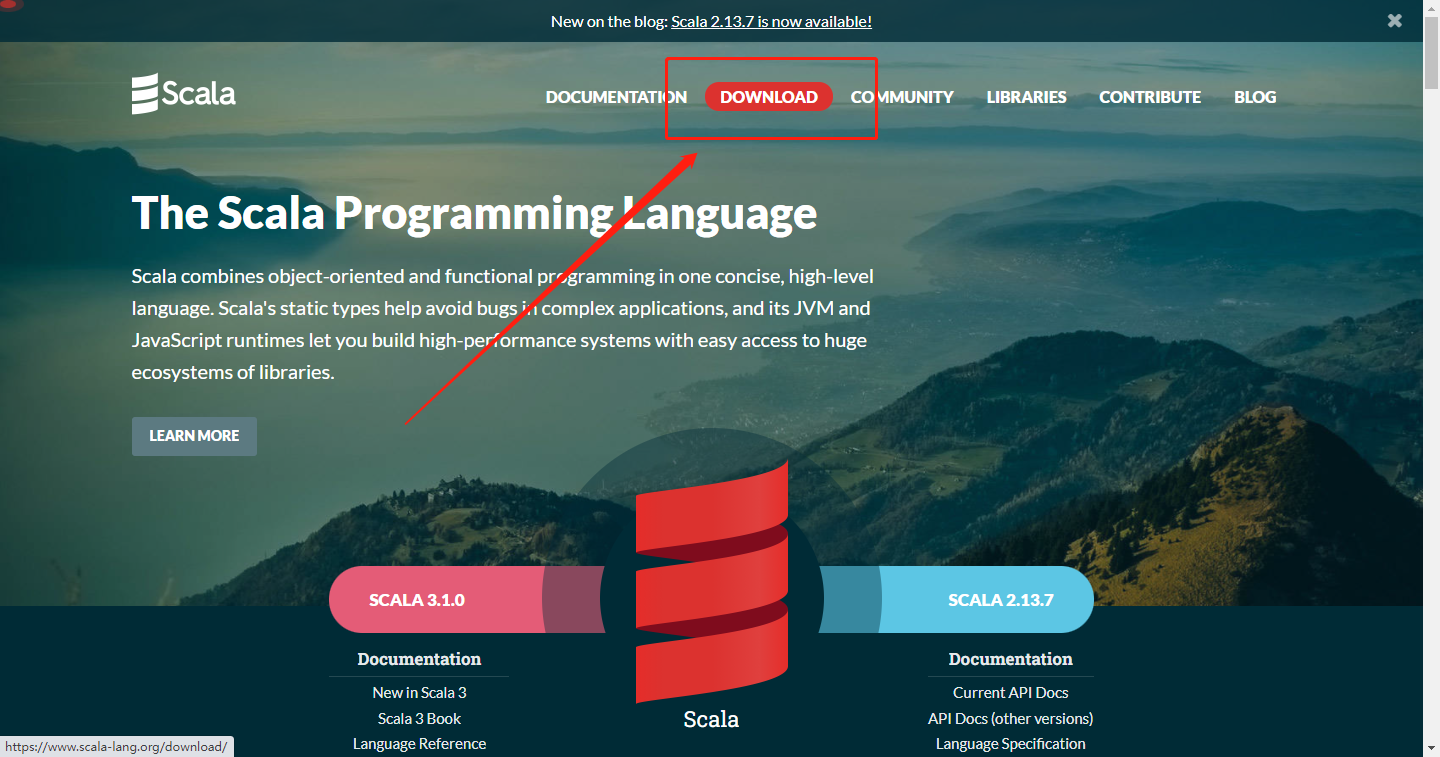 New on the blog: Scala 2.13.7 is now available!
Scala
DOCUMENTATION DOWNLOAD COMMUNITY LIBRARIES CONTRIBUTE BLOG
The Scala Programming Language
Scala combines object-oriented and functional programming in one concise, high-level
language. Scala's static types help avoid bugs in complex applications, and its JVM and
JavaScript runtimes let you build high-performance systems with easy access to huge
ecosystems of libraries.
LEARN MORE
SCALA 3.1.0
Documentation
New in Scala 3
Scala 3 Book
Language Reference
Scala
SCALA 2.13.7
Documentation
Current API Docs
API Docs (other versions)
Language Specification
https://www.scala-lang.org/download/